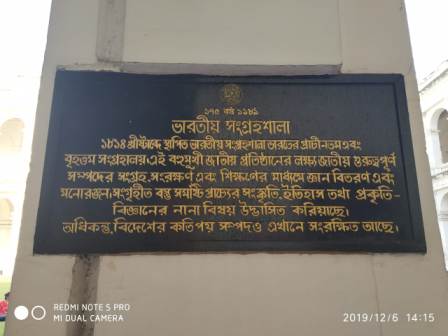 ১৭৫ বর্ষ ১৯৮৯
ভারতীয় সংগ্রহশালা
১৮১৪ খ্রীস্টাব্দে স্থাপিত ভারতীয় সংগ্রহশালা ভারতের প্রাচীনতম এবং
বৃহত্তম সংগ্রহালয়। এই বহুমুখী জাতীয় প্রতিষ্ঠানের লক্ষ্য জাতীয় গুরুত্বপূর্ণ
সম্পদের সংগ্রহ, সংরক্ষণ এবং শিক্ষণের মাধ্যমে জ্ঞান বিতরণ এবং
মনোরঞ্জন। সংগৃহীত বস্তু সমষ্টি প্রাচ্যের সংস্কৃতি, ইতিহাস তথা প্রকৃতি-
বিজ্ঞানের নানা বিষয় উদ্ভাসিত করিয়াছে।
অধিকন্তু, বিদেশের কতিপয় সম্পদও এখানে সংরক্ষিত আছে।
REDMI NOTE 5 PRO
MI DUAL CAMERA
2019/12/6 14:15